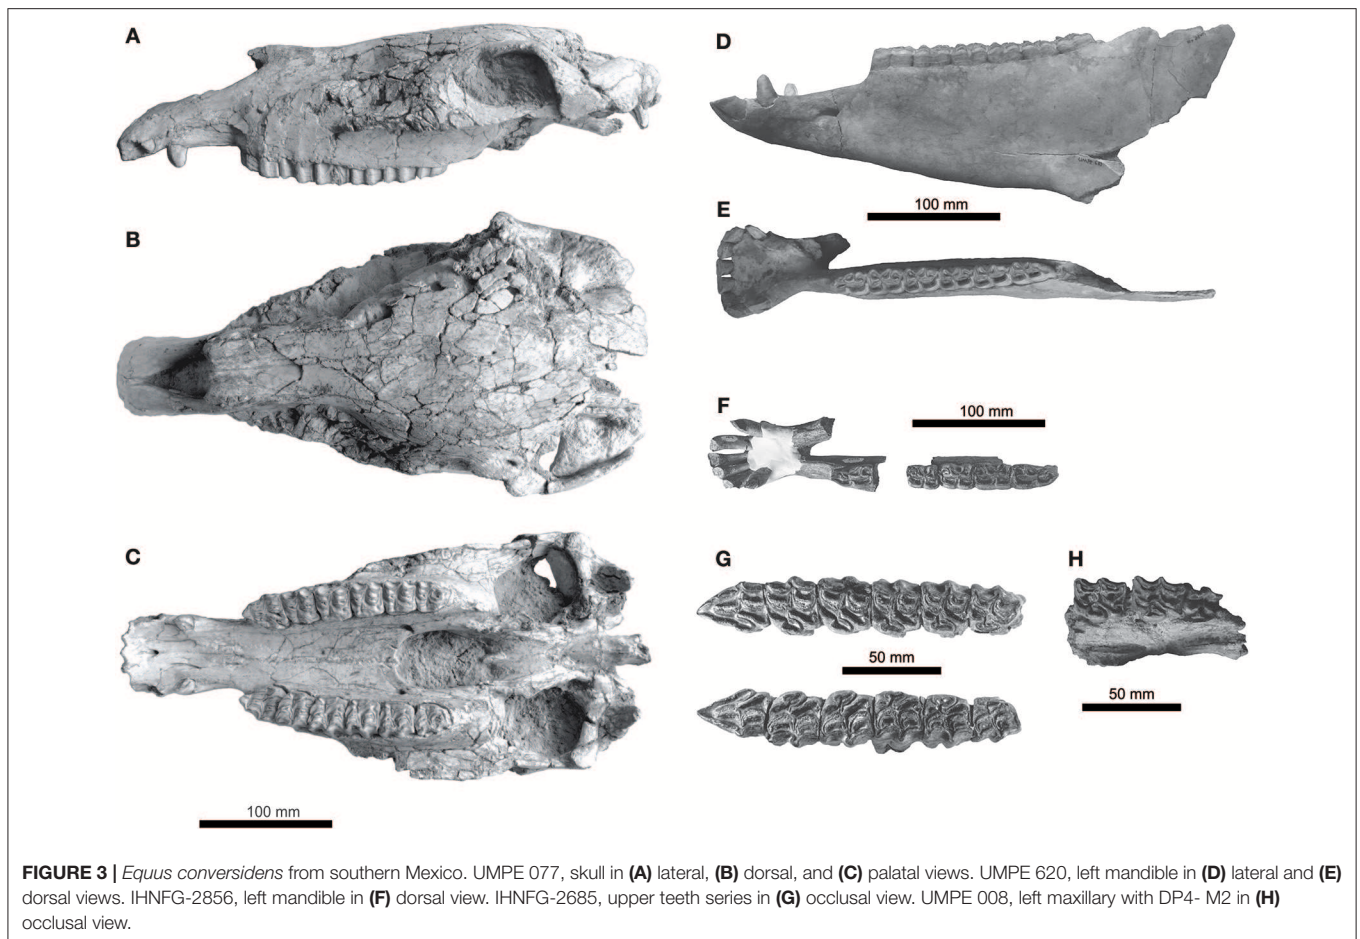 A
D
100 mm
E
B
F
100 mm
C
G
H
50 mm
50 mm
100 mm
FIGURE 3 | Equus conversidens from southern Mexico. UMPE 077, skull in (A) lateral, (B) dorsal, and (C) palatal views. UMPE 620, left mandible in (D) lateral and (E)
dorsal views. IHNFG-2856, left mandible in (F) dorsal view. IHNFG-2685, upper teeth series in (G) occlusal view. UMPE 008, left maxillary with DP4- M2 in (H)
occlusal view.